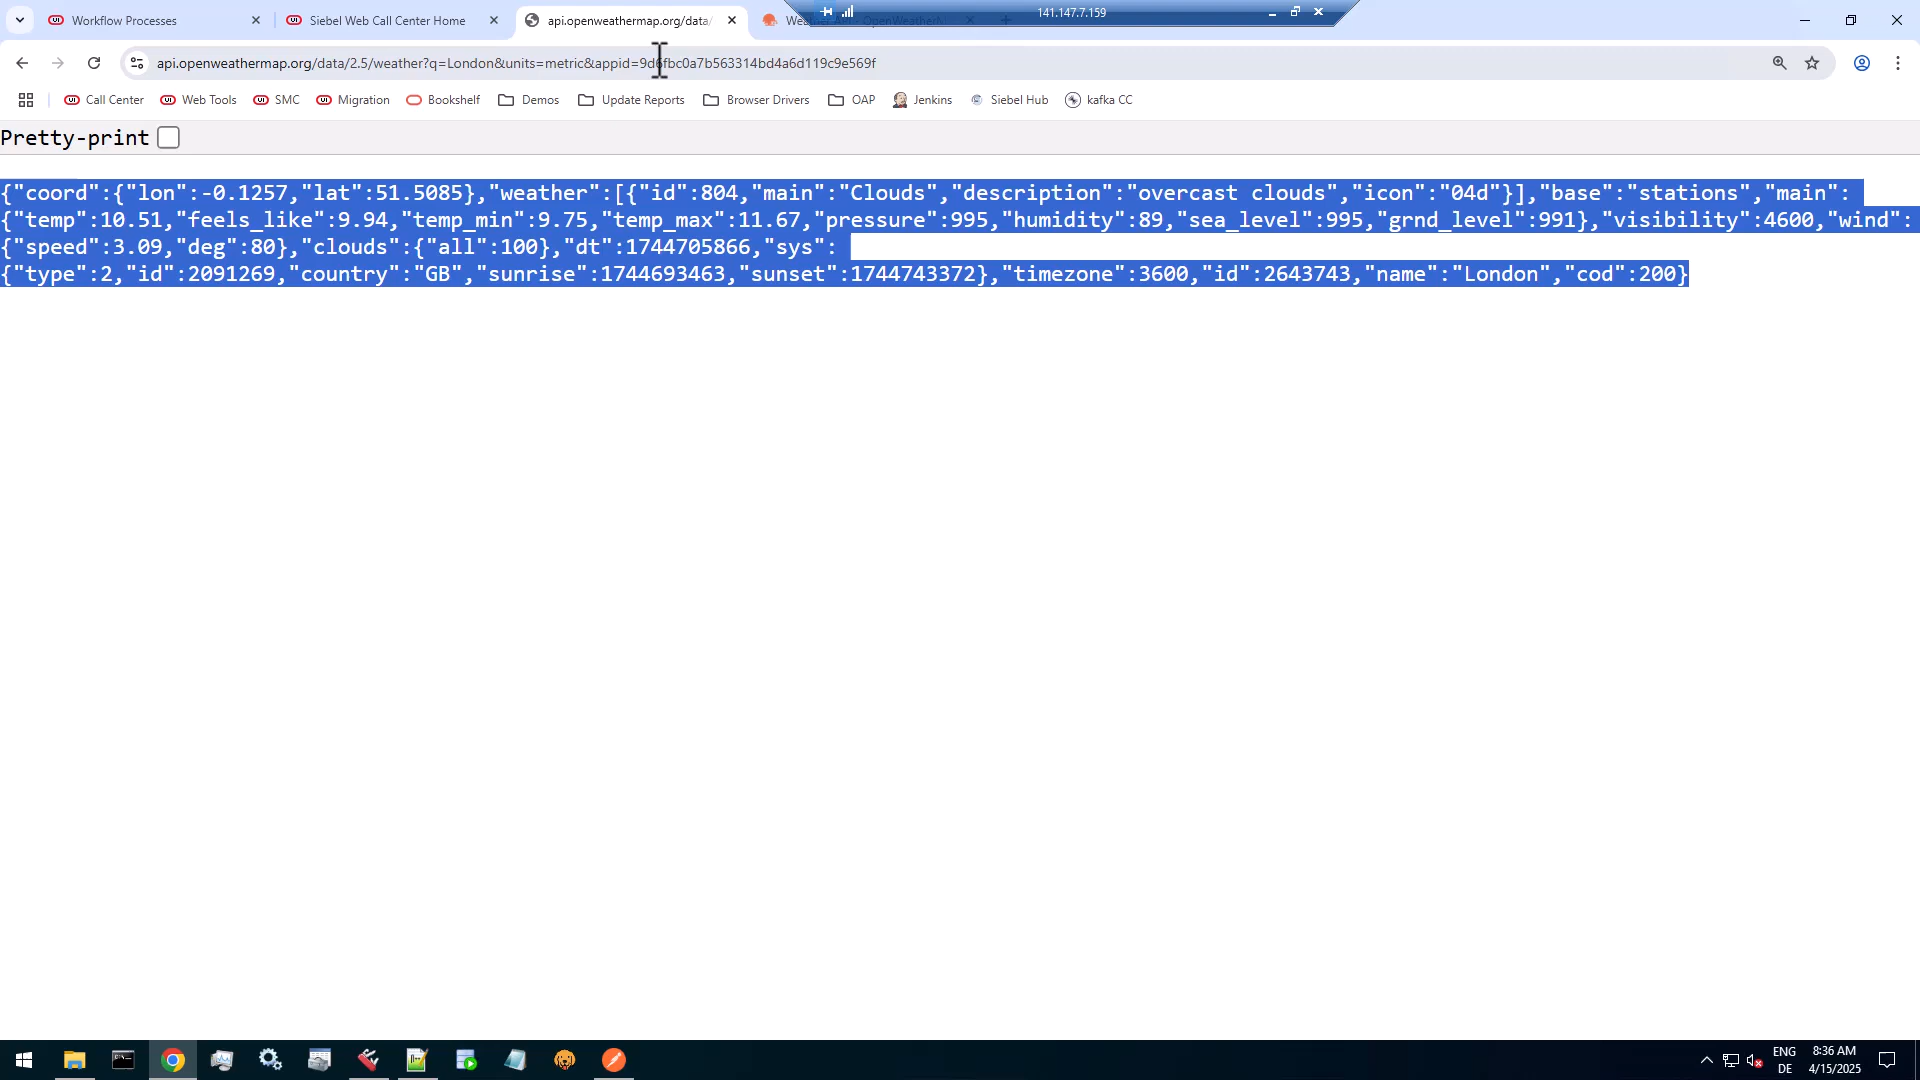 Workflow Processes
Siebel Web Call Center Home
api.openweathermap.org/data/
141.147.7.159
api.openweathermap.org/data/2.5/weather?q=London&units=metric&appid=9d6fbc0a7b563314bd4a6d119c9e569f
Call Center
Web Tools
SMC
Migration
Bookshelf
Demos
Update Reports
Browser Drivers
OAP
Jenkins
Siebel Hub
kafka CC
Pretty-print
{"coord":{"lon":-0.1257,"lat":51.5085},"weather":[{"id":804,"main":"Clouds","description":"overcast clouds","icon":"04d"}],"base":"stations","main":
{"temp":10.51,"feels_like":9.94,"temp_min":9.75,"temp_max":11.67,"pressure":995,"humidity":89,"sea_level":995,"grnd_level":991},"visibility":4600,"wind":
{"speed":3.09,"deg":80},"clouds":{"all":100},"dt":1744705866,"sys":
{"type":2,"id":2091269,"country":"GB","sunrise":1744693463,"sunset":1744743372},"timezone":3600,"id":2643743,"name":"London","cod":200}
ENG
DE
8:36 AM
4/15/2025